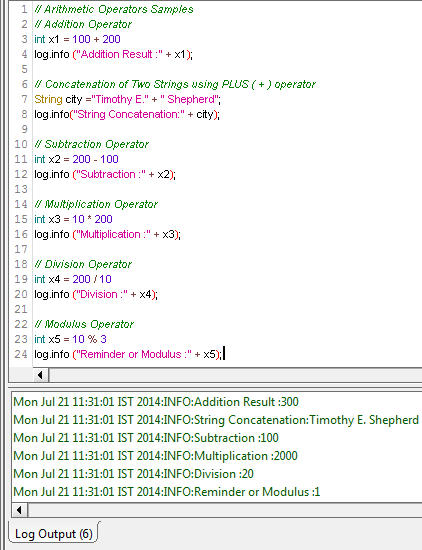 1 // Arithmetic Operators Samples
2 // Addition Operator
3 int x1 = 100 + 200
4 log.info ("Addition Result :" + x1);
5
6 // Concatenation of Two Strings using PLUS ( + ) operator
7 String city ="Timothy E." + " Shepherd";
8 log.info("String Concatenation:" + city);
9
10 // Subtraction Operator
11 int x2 = 200 - 100
12 log.info ("Subtraction :" + x2);
13
14 // Multiplication Operator
15 int x3 = 10 * 200
16 log.info ("Multiplication :" + x3);
17
18 // Division Operator
19 int x4 = 200 / 10
20 log.info ("Division :" + x4);
21
22 // Modulus Operator
23 int x5 = 10 % 3
24 log.info ("Reminder or Modulus :" + x5);
Mon Jul 21 11:31:01 IST 2014:INFO:Addition Result :300
Mon Jul 21 11:31:01 IST 2014:INFO:String Concatenation:Timothy E. Shepherd
Mon Jul 21 11:31:01 IST 2014:INFO:Subtraction :100
Mon Jul 21 11:31:01 IST 2014:INFO:Multiplication :2000
Mon Jul 21 11:31:01 IST 2014:INFO:Division :20
Mon Jul 21 11:31:01 IST 2014:INFO:Reminder or Modulus :1
Log Output (6)